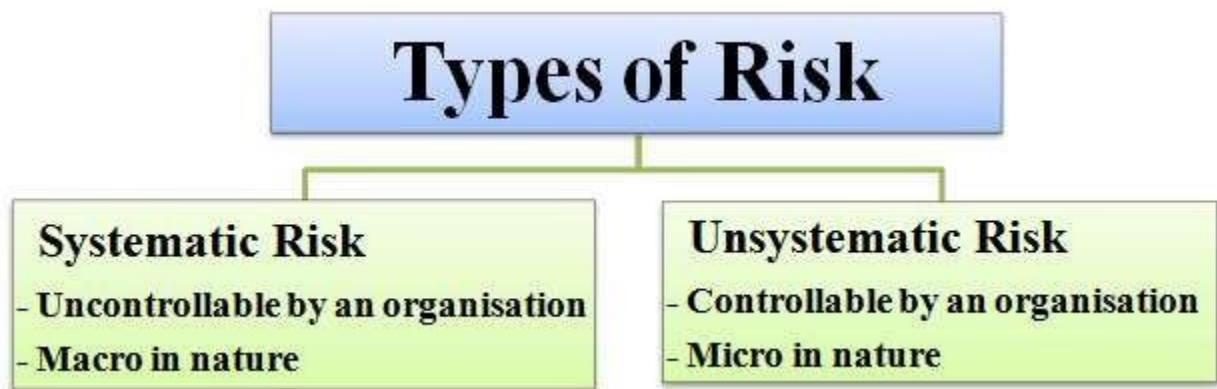 Types of Risk
Systematic Risk
- Uncontrollable by an organisation
- Macro in nature
Unsystematic Risk
- Controllable by an organisation
- Micro in nature